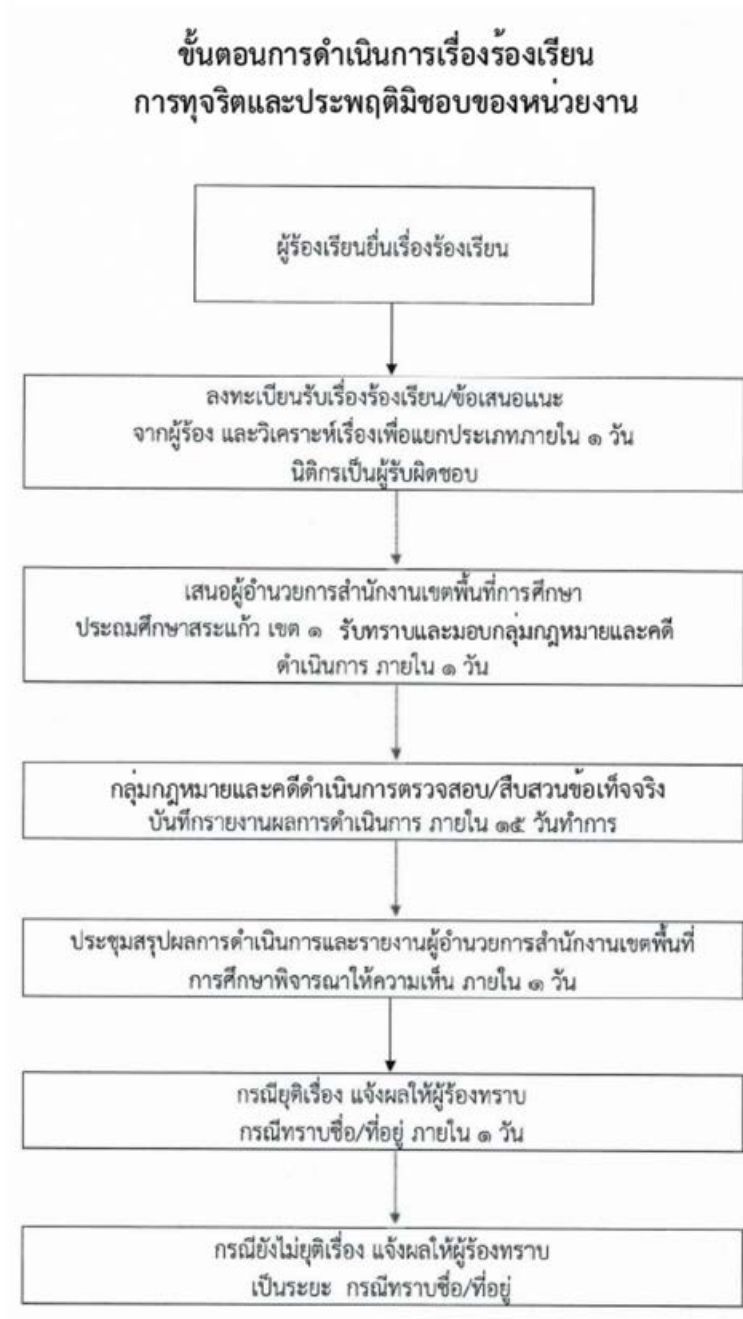 ขั้นตอนการดำเนินการเรื่องร้องเรียน
การทุจริตและประพฤติมิชอบของหน่วยงาน
ผู้ร้องเรียนยื่นเรื่องร้องเรียน
ลงทะเบียนรับเรื่องร้องเรียน/ข้อเสนอแนะ
จากผู้ร้อง และวิเคราะห์เรื่องเพื่อแยกประเภทภายใน ๑ วัน
นิติกรเป็นผู้รับผิดชอบ
เสนอผู้อำนวยการสำนักงานเขตพื้นที่การศึกษา
ประถมศึกษาสระแก้ว เขต ๑ รับทราบและมอบกลุ่มกฎหมายและคดี
ดำเนินการ ภายใน ๑ วัน
กลุ่มกฎหมายและคดีดำเนินการตรวจสอบ/สืบสวนข้อเท็จจริง
บันทึกรายงานผลการดำเนินการ ภายใน ๑๕ วันทำการ
ประชุมสรุปผลการดำเนินการและรายงานผู้อำนวยการสำนักงานเขตพื้นที่
การศึกษาพิจารณาให้ความเห็น ภายใน ๑ วัน
กรณียุติเรื่อง แจ้งผลให้ผู้ร้องทราบ
กรณีทราบชื่อ/ที่อยู่ ภายใน ๑ วัน
กรณียังไม่ยุติเรื่อง แจ้งผลให้ผู้ร้องทราบ
เป็นระยะ กรณีทราบชื่อ/ที่อยู่